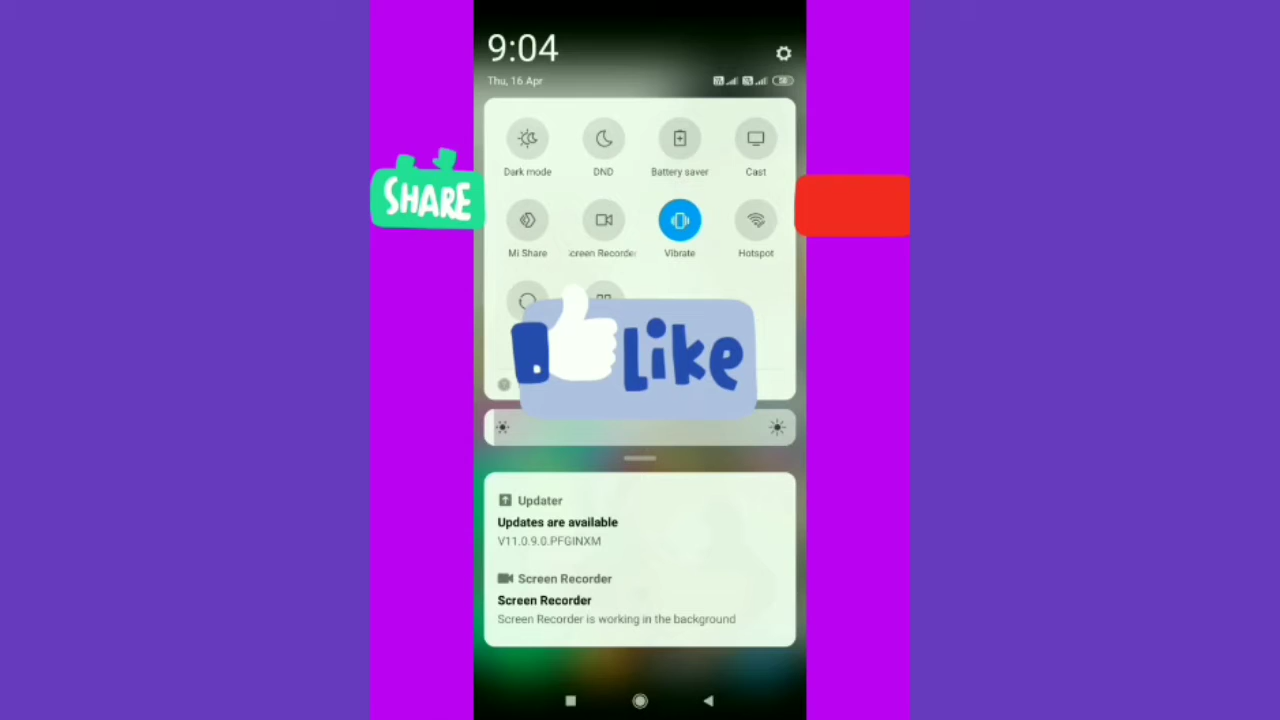 9:04
Thu, 16 Apr
Dark mode
DND
Battery saver
Cast
SHARE
Mi Share
Screen Recorder
Vibrate
Hotspot
Like
Updater
Updates are available
V11.0.9.0.PFGINXM
Screen Recorder
Screen Recorder
Screen Recorder is working in the background